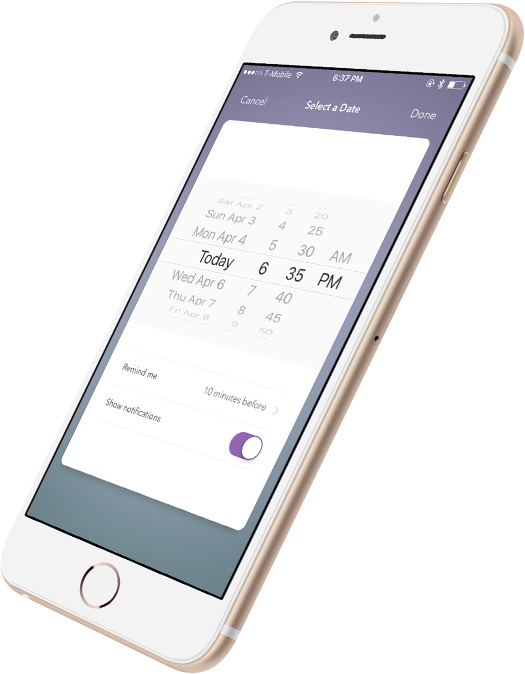 T-Mobile 6:37 PM
Cancel Select a Date Done
Sat Apr 2 3 20
Sun Apr 3 4 25
Mon Apr 4 5 30 AM
Today 6 35 PM
Wed Apr 6 7 40
Thu Apr 7 8 45
Fri Apr 8 9 50
Remind me 10 minutes before
Show notifications